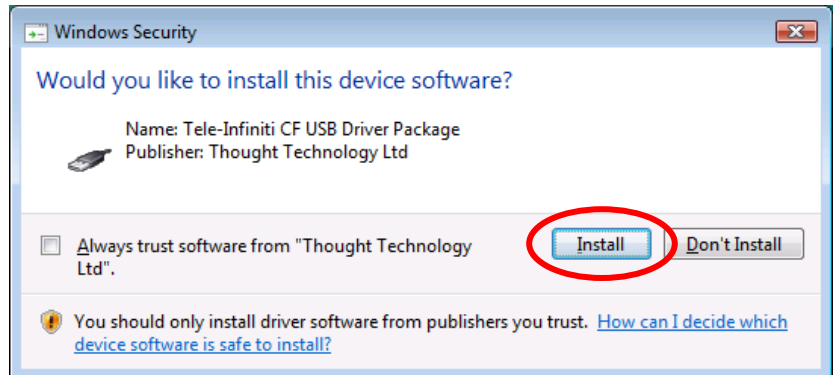 Windows Security
Would you like to install this device software?
Name: Tele-Infiniti CF USB Driver Package
Publisher: Thought Technology Ltd
Always trust software from "Thought Technology
Ltd".
Install
Don't Install
You should only install driver software from publishers you trust. How can I decide which
device software is safe to install?